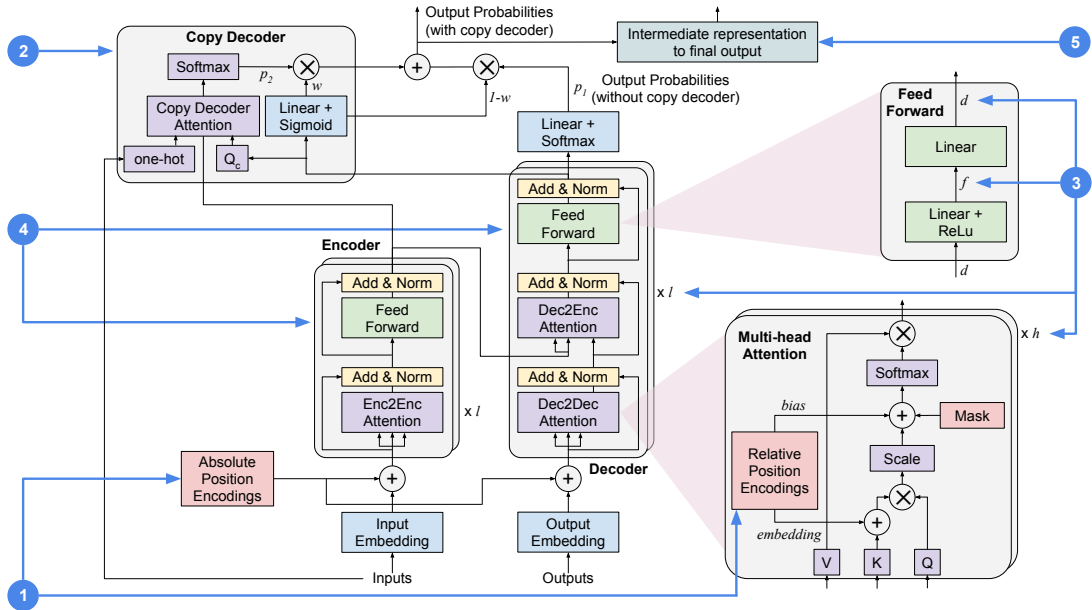 2
Copy Decoder
Softmax
p2
w
Copy Decoder
Attention
Linear +
Sigmoid
one-hot
Qc
Output Probabilities
(with copy decoder)
1-w
Intermediate representation
to final output
5
p1
Output Probabilities
(without copy decoder)
Linear +
Softmax
Feed
Forward
d
Linear
f
Linear +
ReLu
d
3
4
Encoder
Add & Norm
Feed
Forward
Add & Norm
Enc2Enc
Attention
x l
Add & Norm
Feed
Forward
Add & Norm
Dec2Enc
Attention
Add & Norm
Dec2Dec
Attention
Decoder
x l
Multi-head
Attention
x h
Softmax
bias
Mask
Relative
Position
Encodings
Scale
embedding
V
K
Q
Absolute
Position
Encodings
Input
Embedding
Output
Embedding
Inputs
Outputs
1